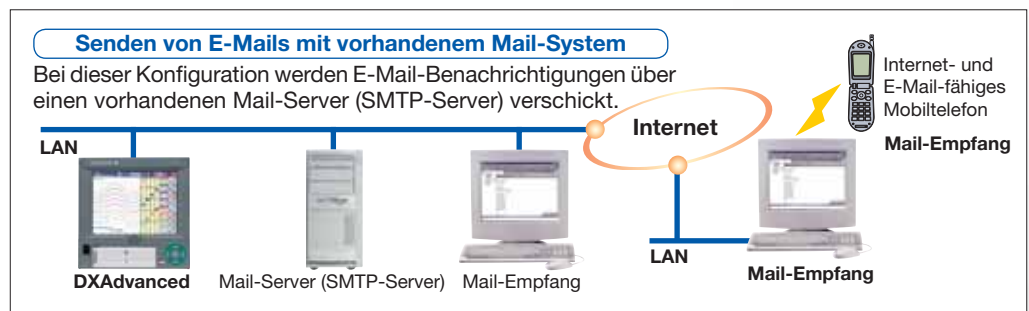 Senden von E-Mails mit vorhandenem Mail-System
Bei dieser Konfiguration werden E-Mail-Benachrichtigungen über
einen vorhandenen Mail-Server (SMTP-Server) verschickt.
Internet- und
E-Mail-fähiges
Mobiltelefon
Mail-Empfang
Internet
LAN
DXAdvanced
Mail-Server (SMTP-Server)
Mail-Empfang
LAN
Mail-Empfang